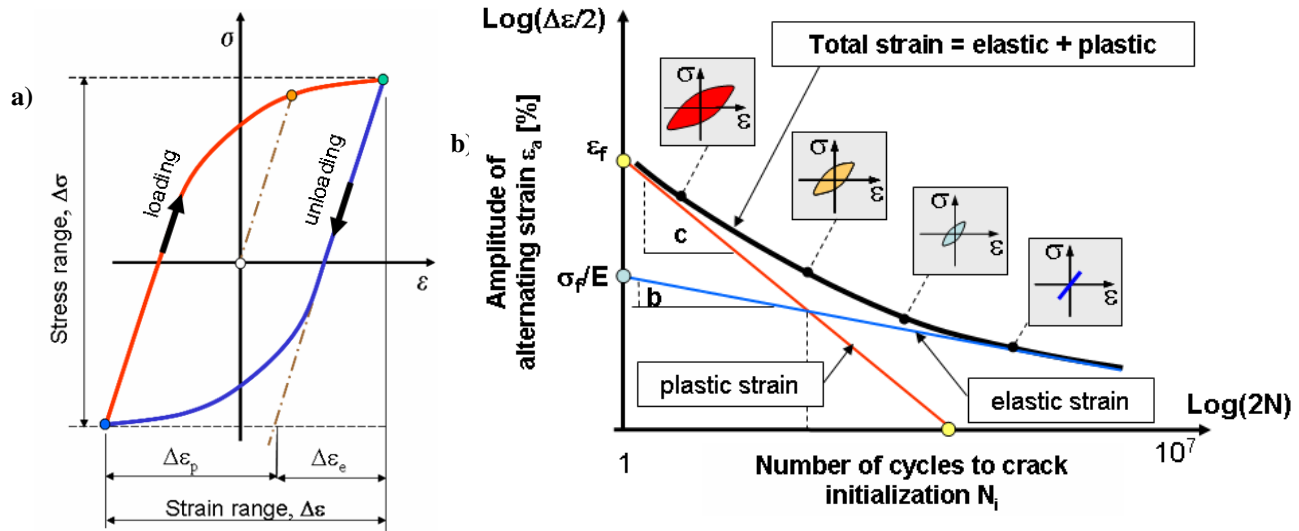 a)
σ
ε
loading
unloading
Stress range, Δσ
Δεp
Δεe
Strain range, Δε
b)
Log(Δε/2)
Total strain = elastic + plastic
σ
ε
σ
ε
σ
ε
σ
ε
Amplitude of
alternating strain εa [%]
εf
c
σf/E
b
plastic strain
elastic strain
Log(2N)
1
10⁷
Number of cycles to crack
initialization Ni